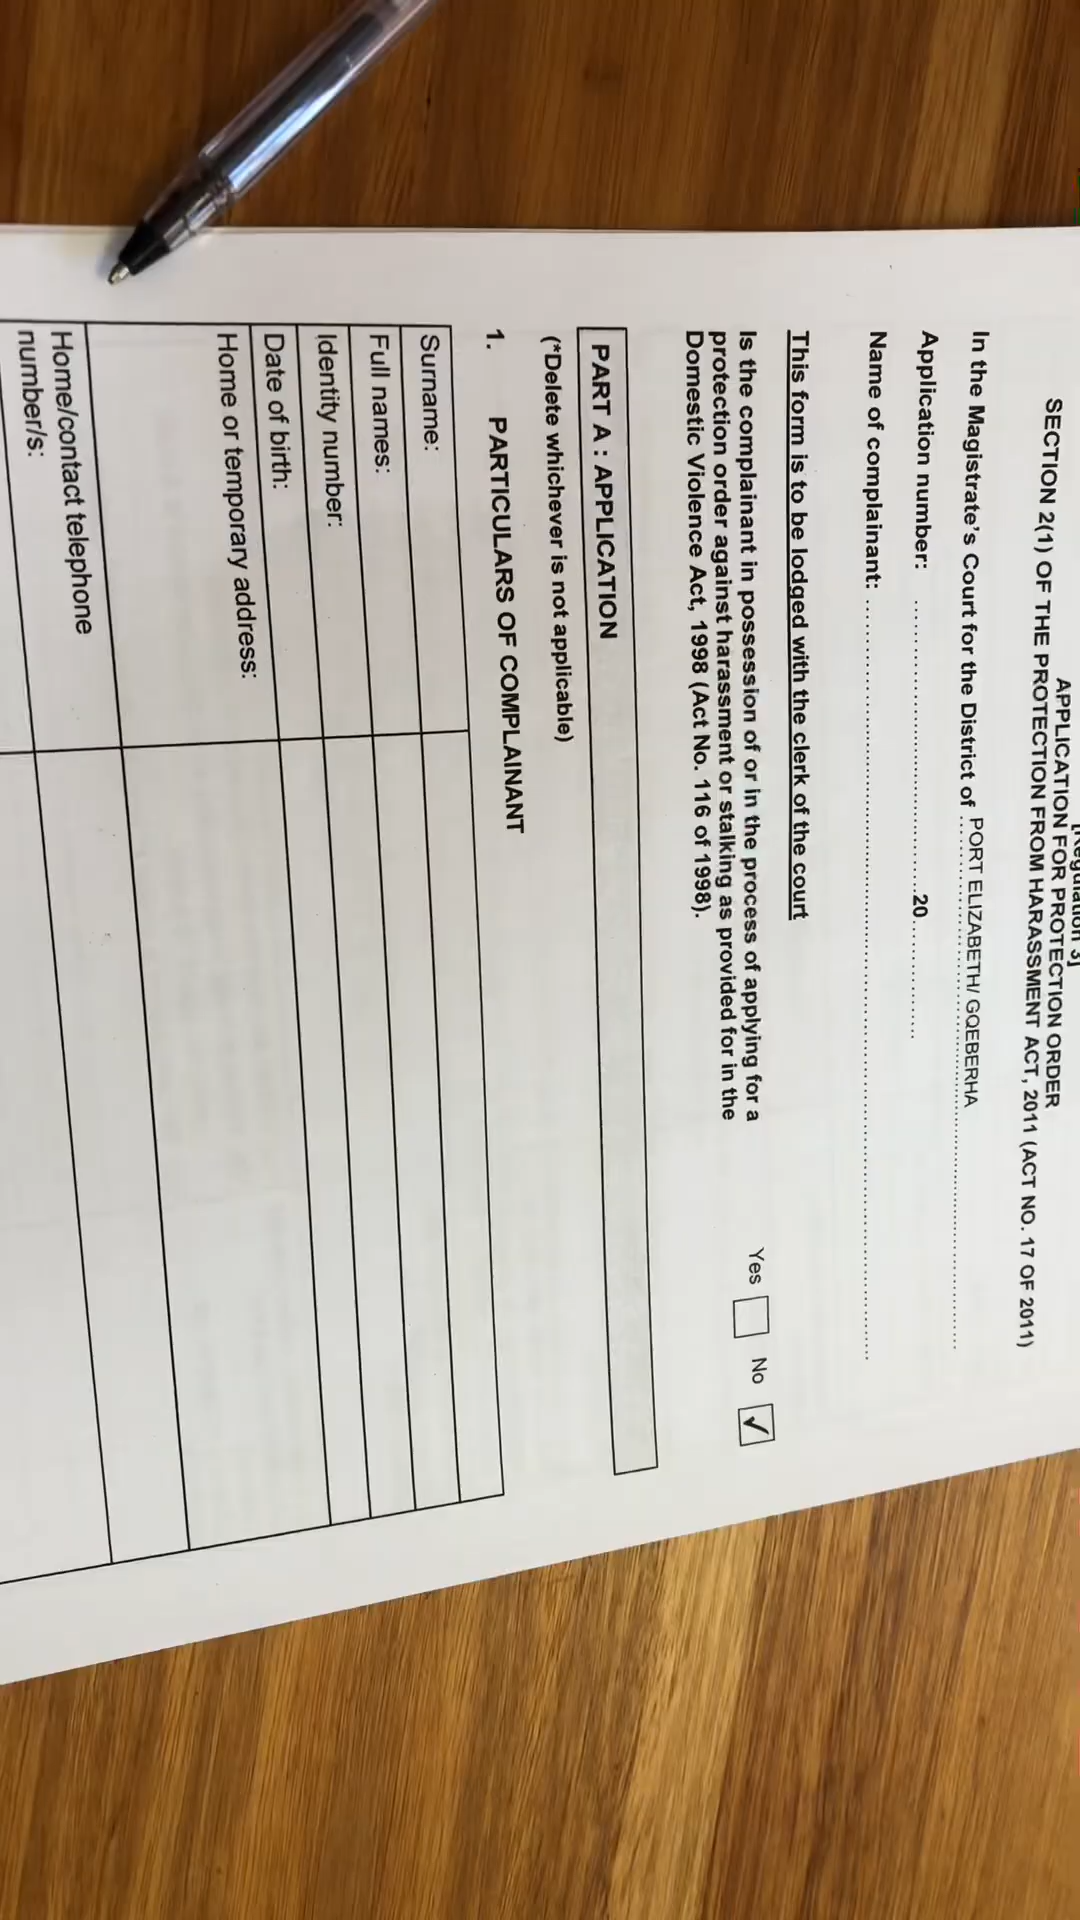 [Regulation 3]
APPLICATION FOR PROTECTION ORDER
SECTION 2(1) OF THE PROTECTION FROM HARASSMENT ACT, 2011 (ACT NO. 17 OF 2011)
In the Magistrate's Court for the District of PORT ELIZABETH/ GQEBERHA
Application number: ........................................20................
Name of complainant: ................................................................................
This form is to be lodged with the clerk of the court
Is the complainant in possession of or in the process of applying for a
protection order against harassment or stalking as provided for in the
Domestic Violence Act, 1998 (Act No. 116 of 1998).
Yes No ✓
PART A : APPLICATION
(*Delete whichever is not applicable)
1. PARTICULARS OF COMPLAINANT
Surname:
Full names:
Identity number:
Date of birth:
Home or temporary address:
Home/contact telephone
number/s: